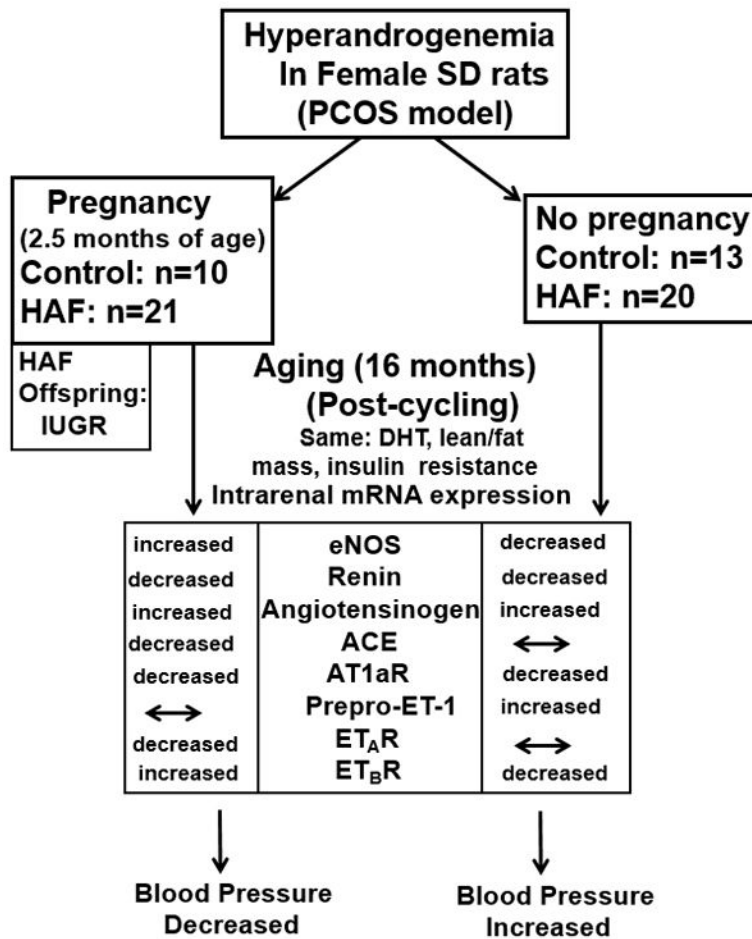 Hyperandrogenemia
In Female SD rats
(PCOS model)
Pregnancy
(2.5 months of age)
Control: n=10
HAF: n=21
No pregnancy
Control: n=13
HAF: n=20
HAF
Offspring:
IUGR
Aging (16 months)
(Post-cycling)
Same: DHT, lean/fat
mass, insulin resistance
Intrarenal mRNA expression
increased eNOS decreased
decreased Renin decreased
increased Angiotensinogen increased
decreased ACE
decreased AT1aR decreased
Prepro-ET-1 increased
decreased ETAR
increased ETBR decreased
Blood Pressure
Decreased
Blood Pressure
Increased